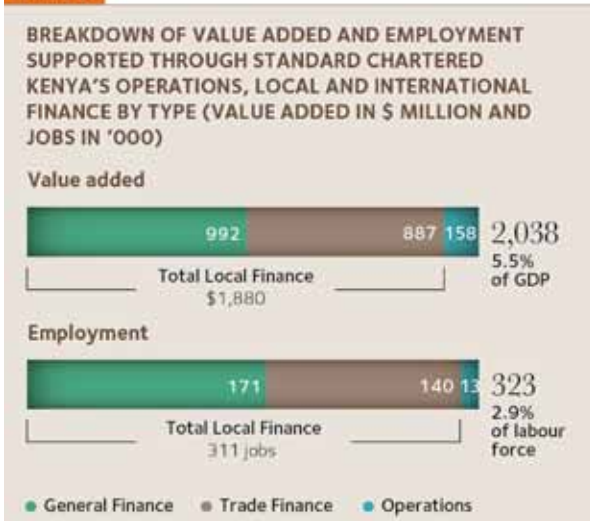 BREAKDOWN OF VALUE ADDED AND EMPLOYMENT
SUPPORTED THROUGH STANDARD CHARTERED
KENYA'S OPERATIONS, LOCAL AND INTERNATIONAL
FINANCE BY TYPE (VALUE ADDED IN $ MILLION AND
JOBS IN '000)
Value added
992 887 158 2,038
5.5%
of GDP
Total Local Finance
$1,880
Employment
171 140 13 323
2.9%
of labour
force
Total Local Finance
311 jobs
General Finance Trade Finance Operations